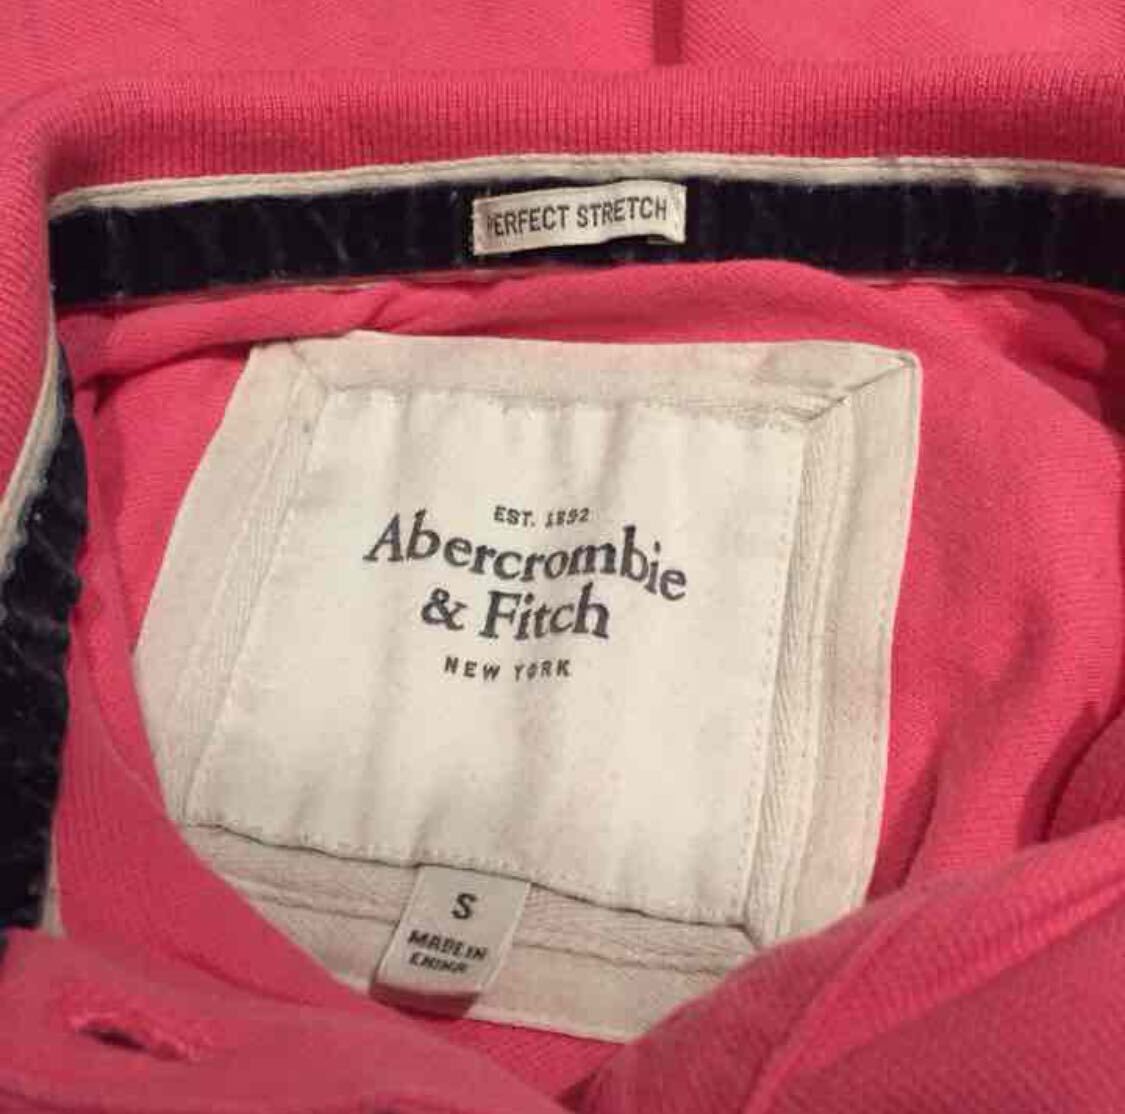 PERFECT STRETCH
EST. 1892
Abercrombie
& Fitch
NEW YORK
S
MADE IN
CHINA